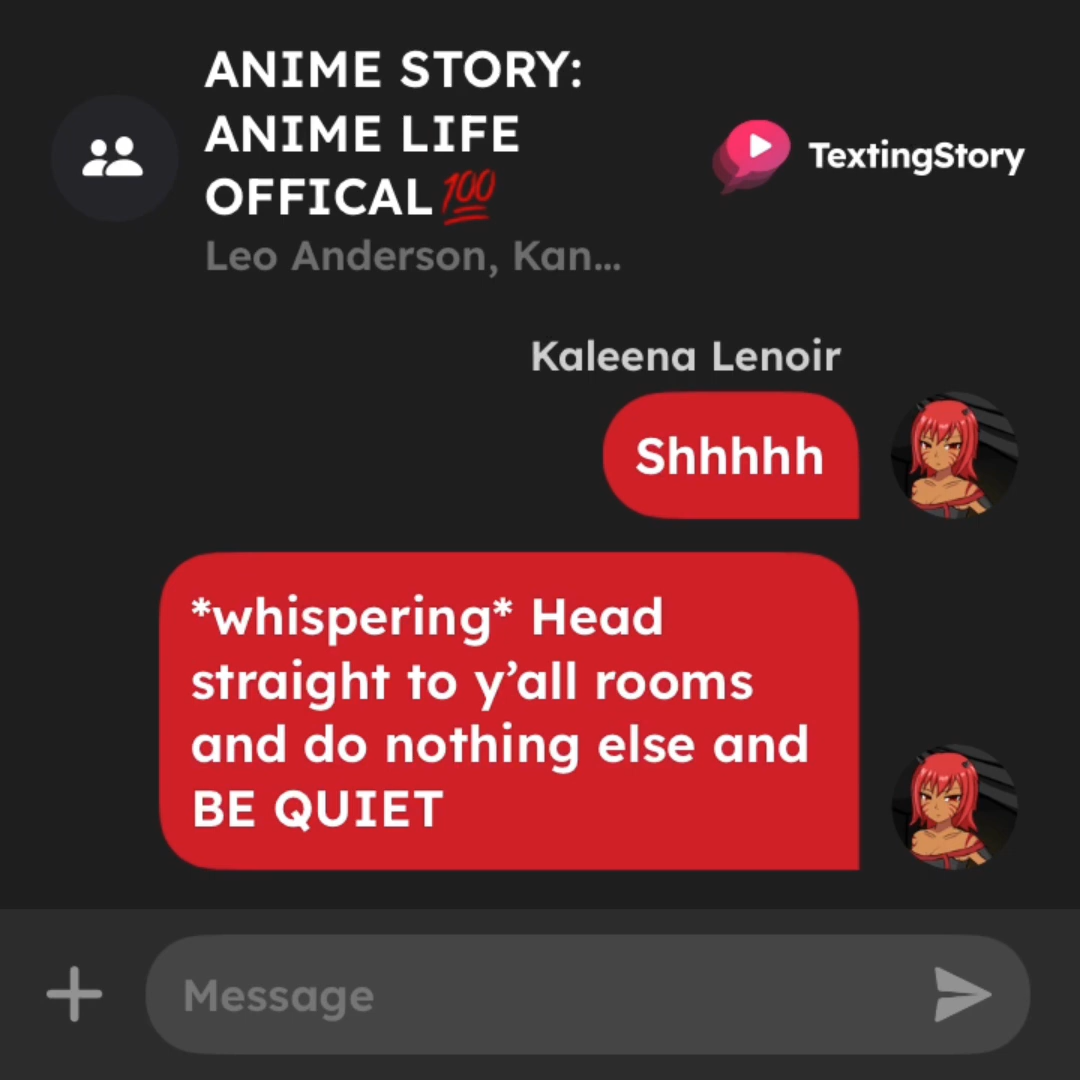 ANIME STORY:
ANIME LIFE
OFFICAL💯
TextingStory
Leo Anderson, Kan...
Kaleena Lenoir
Shhhhh
*whispering* Head
straight to y’all rooms
and do nothing else and
BE QUIET
Message